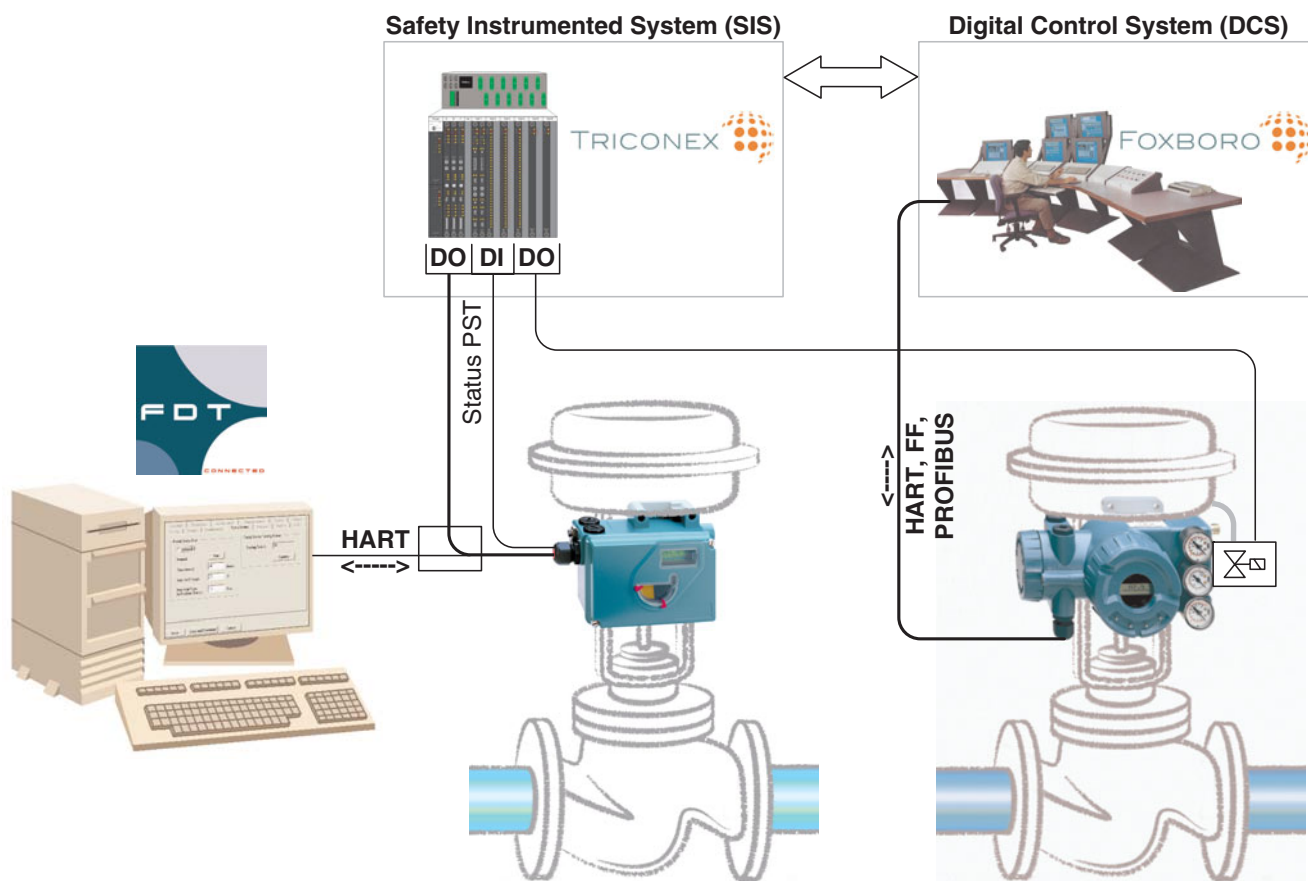 Safety Instrumented System (SIS)
Digital Control System (DCS)
TRICONEX
FOXBORO
DO
DI
DO
Status PST
FDT
CONNECTED
HART
<----->
<----->
HART, FF,
PROFIBUS